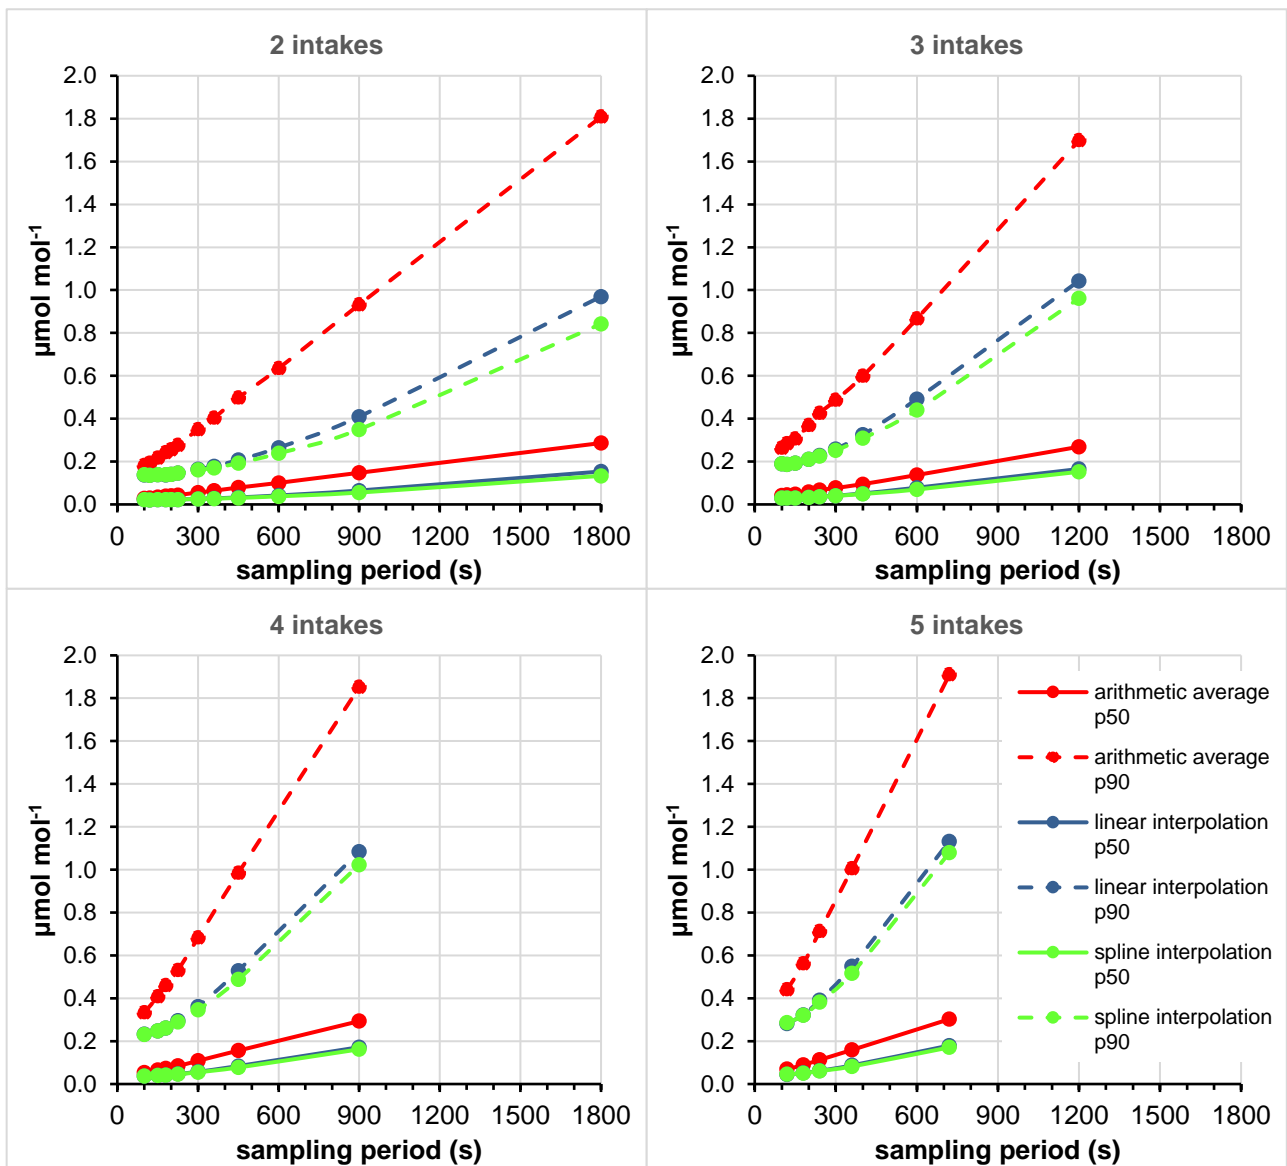 2 intakes
2.0
1.8
1.6
1.4
1.2
1.0
0.8
0.6
0.4
0.2
0.0
µmol mol-1
0 300 600 900 1200 1500 1800
sampling period (s)
3 intakes
2.0
1.8
1.6
1.4
1.2
1.0
0.8
0.6
0.4
0.2
0.0
µmol mol-1
0 300 600 900 1200 1500 1800
sampling period (s)
4 intakes
2.0
1.8
1.6
1.4
1.2
1.0
0.8
0.6
0.4
0.2
0.0
µmol mol-1
0 300 600 900 1200 1500 1800
sampling period (s)
5 intakes
2.0
1.8
1.6
1.4
1.2
1.0
0.8
0.6
0.4
0.2
0.0
µmol mol-1
0 300 600 900 1200 1500 1800
sampling period (s)
arithmetic average
p50
arithmetic average
p90
linear interpolation
p50
linear interpolation
p90
spline interpolation
p50
spline interpolation
p90